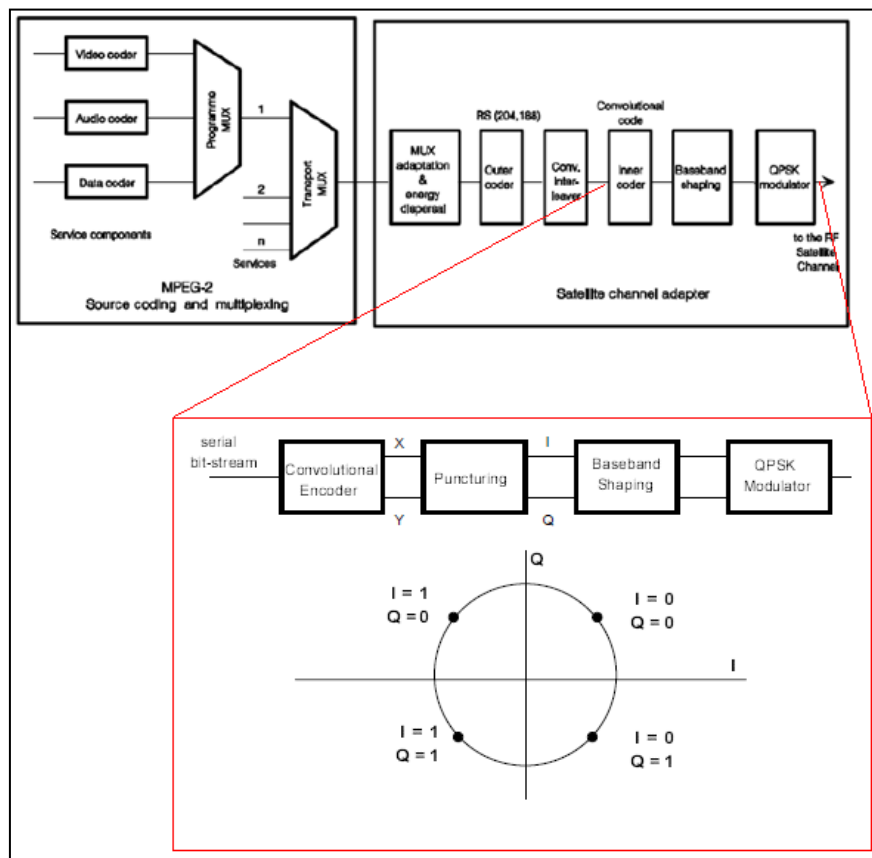 Video coder
Audio coder
Data coder
Programme
MUX
1
2
n
Services
Transport
MUX
Service components
MPEG-2
Source coding and multiplexing
MUX
adaptation
&
energy
dispersal
RS (204,188)
Outer
coder
Conv.
inter-
leaver
Convolutional
code
Inner
coder
Baseband
shaping
QPSK
modulator
to the RF
Satellite
Channel
Satellite channel adapter
serial
bit-stream
Convolutional
Encoder
X
Y
Puncturing
I
Q
Baseband
Shaping
QPSK
Modulator
Q
I = 1
Q = 0
I = 0
Q = 0
I
I = 1
Q = 1
I = 0
Q = 1